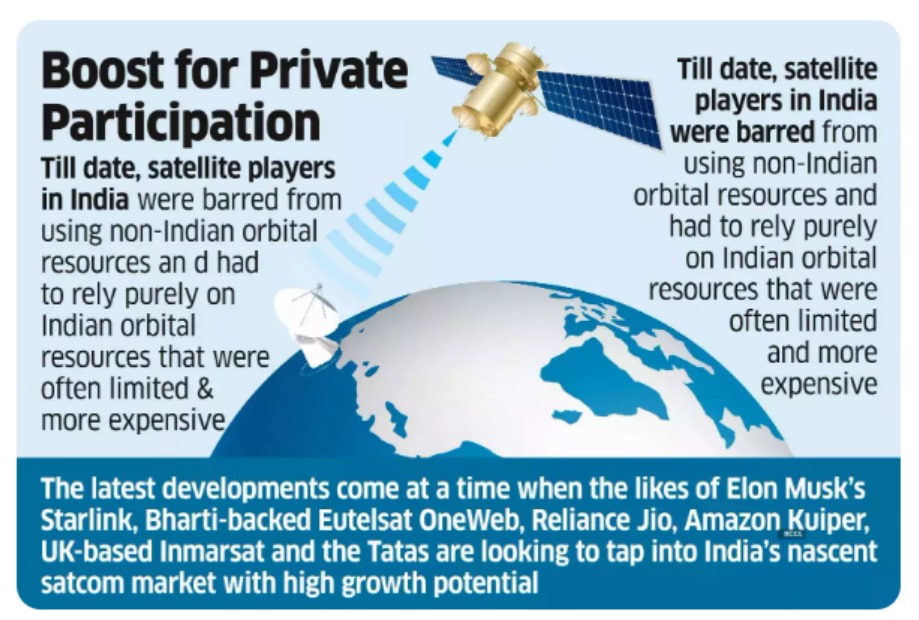 Boost for Private
Participation
Till date, satellite players
in India were barred from
using non-Indian orbital
resources an d had
to rely purely on
Indian orbital
resources that were
often limited &
more expensive
Till date, satellite
players in India
were barred from
using non-Indian
orbital resources and
had to rely purely
on Indian orbital
resources that were
often limited
and more
expensive
The latest developments come at a time when the likes of Elon Musk's
Starlink, Bharti-backed Eutelsat OneWeb, Reliance Jio, Amazon Kuiper,
BCCL
UK-based Inmarsat and the Tatas are looking to tap into India's nascent
satcom market with high growth potential